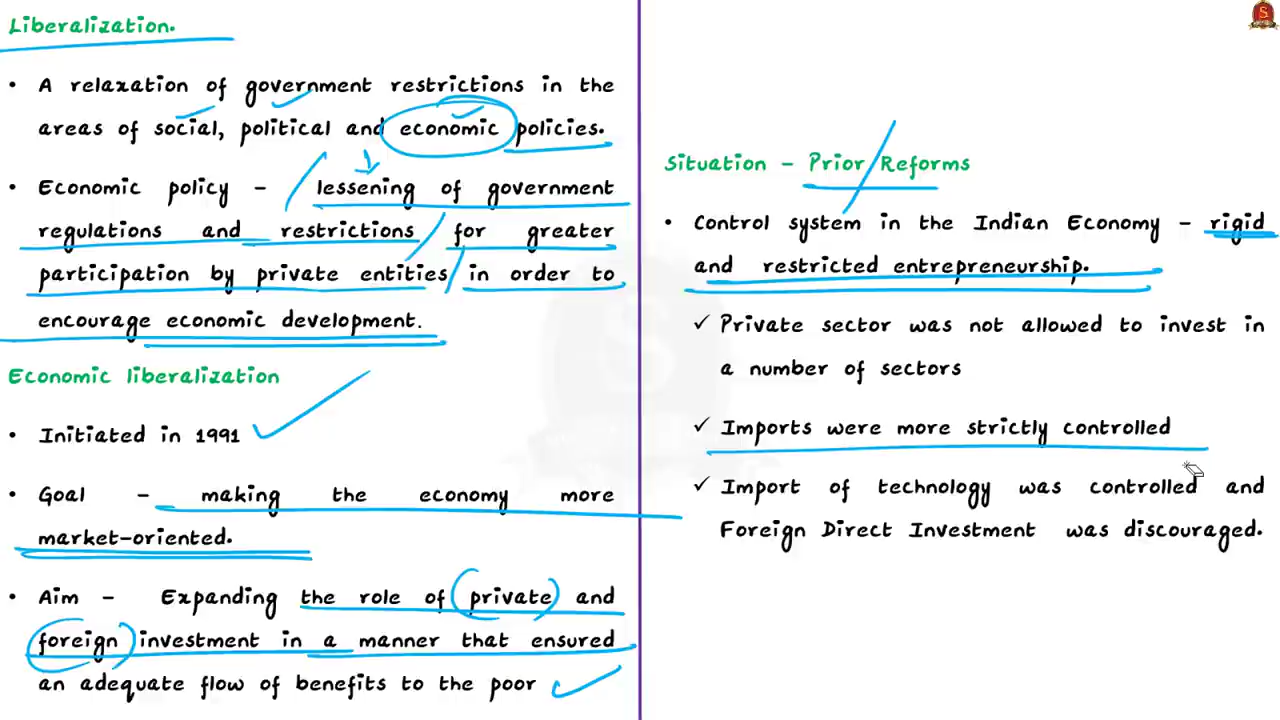 Liberalization.
• A relaxation of government restrictions in the
areas of social, political and economic policies.
• Economic policy - lessening of government
regulations and restrictions for greater
participation by private entities in order to
encourage economic development.
Economic liberalization
• Initiated in 1991
• Goal - making the economy more
market-oriented.
• Aim - Expanding the role of private and
foreign investment in a manner that ensured
an adequate flow of benefits to the poor
Situation - Prior Reforms
• Control system in the Indian Economy - rigid
and restricted entrepreneurship.
✓ Private sector was not allowed to invest in
a number of sectors
✓ Imports were more strictly controlled
✓ Import of technology was controlled and
Foreign Direct Investment was discouraged.